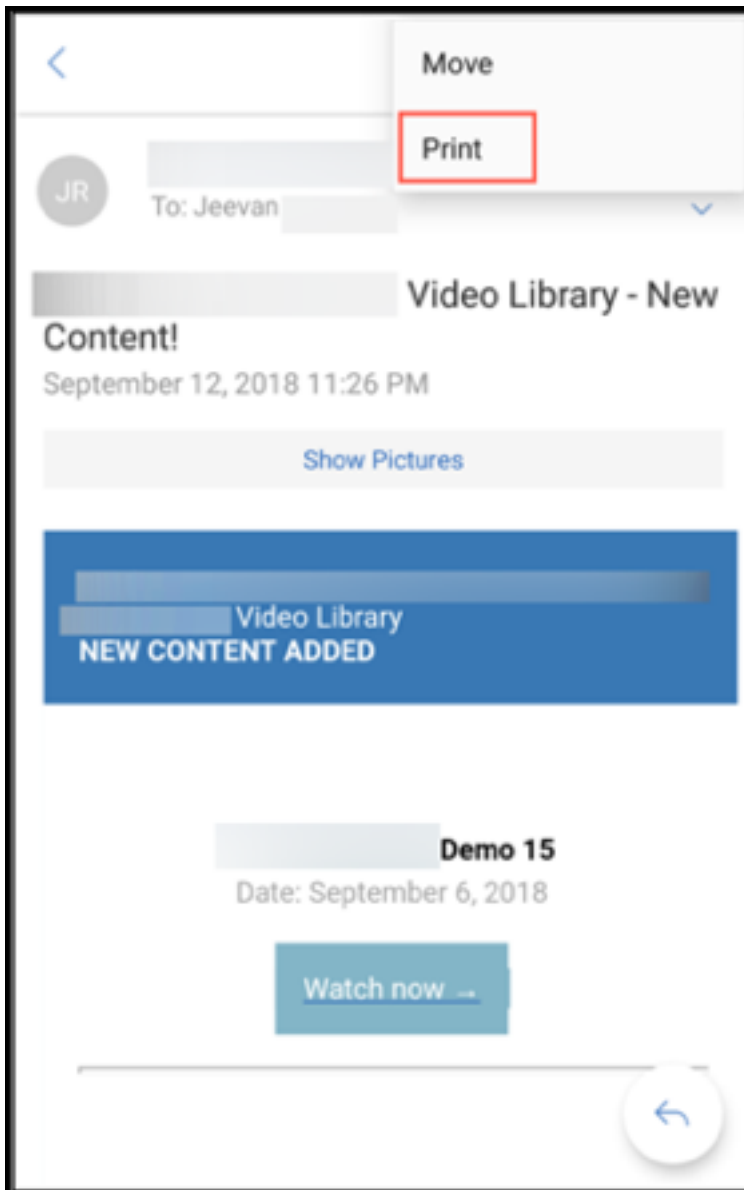 Move
Print
JR
To: Jeevan
Video Library - New
Content!
September 12, 2018 11:26 PM
Show Pictures
Video Library
NEW CONTENT ADDED
Demo 15
Date: September 6, 2018
Watch now →